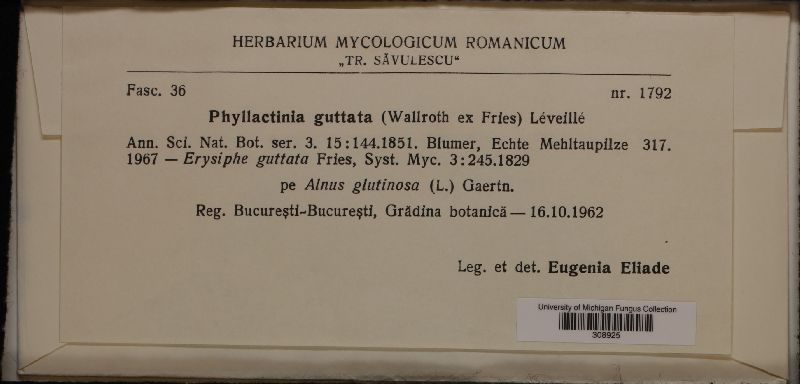 HERBARIUM MYCOLOGICUM ROMANICUM
„TR. SĂVULESCU“
Fasc. 36 nr. 1792
Phyllactinia guttata (Wallroth ex Fries) Léveillé
Ann. Sci. Nat. Bot. ser. 3. 15:144.1851. Blumer, Echte Mehltaupilze 317.
1967 — Erysiphe guttata Fries, Syst. Myc. 3:245.1829
pe Alnus glutinosa (L.) Gaertn.
Reg. București-București, Grădina botanică — 16.10.1962
Leg. et det. Eugenia Eliade
University of Michigan Fungus Collection
308925